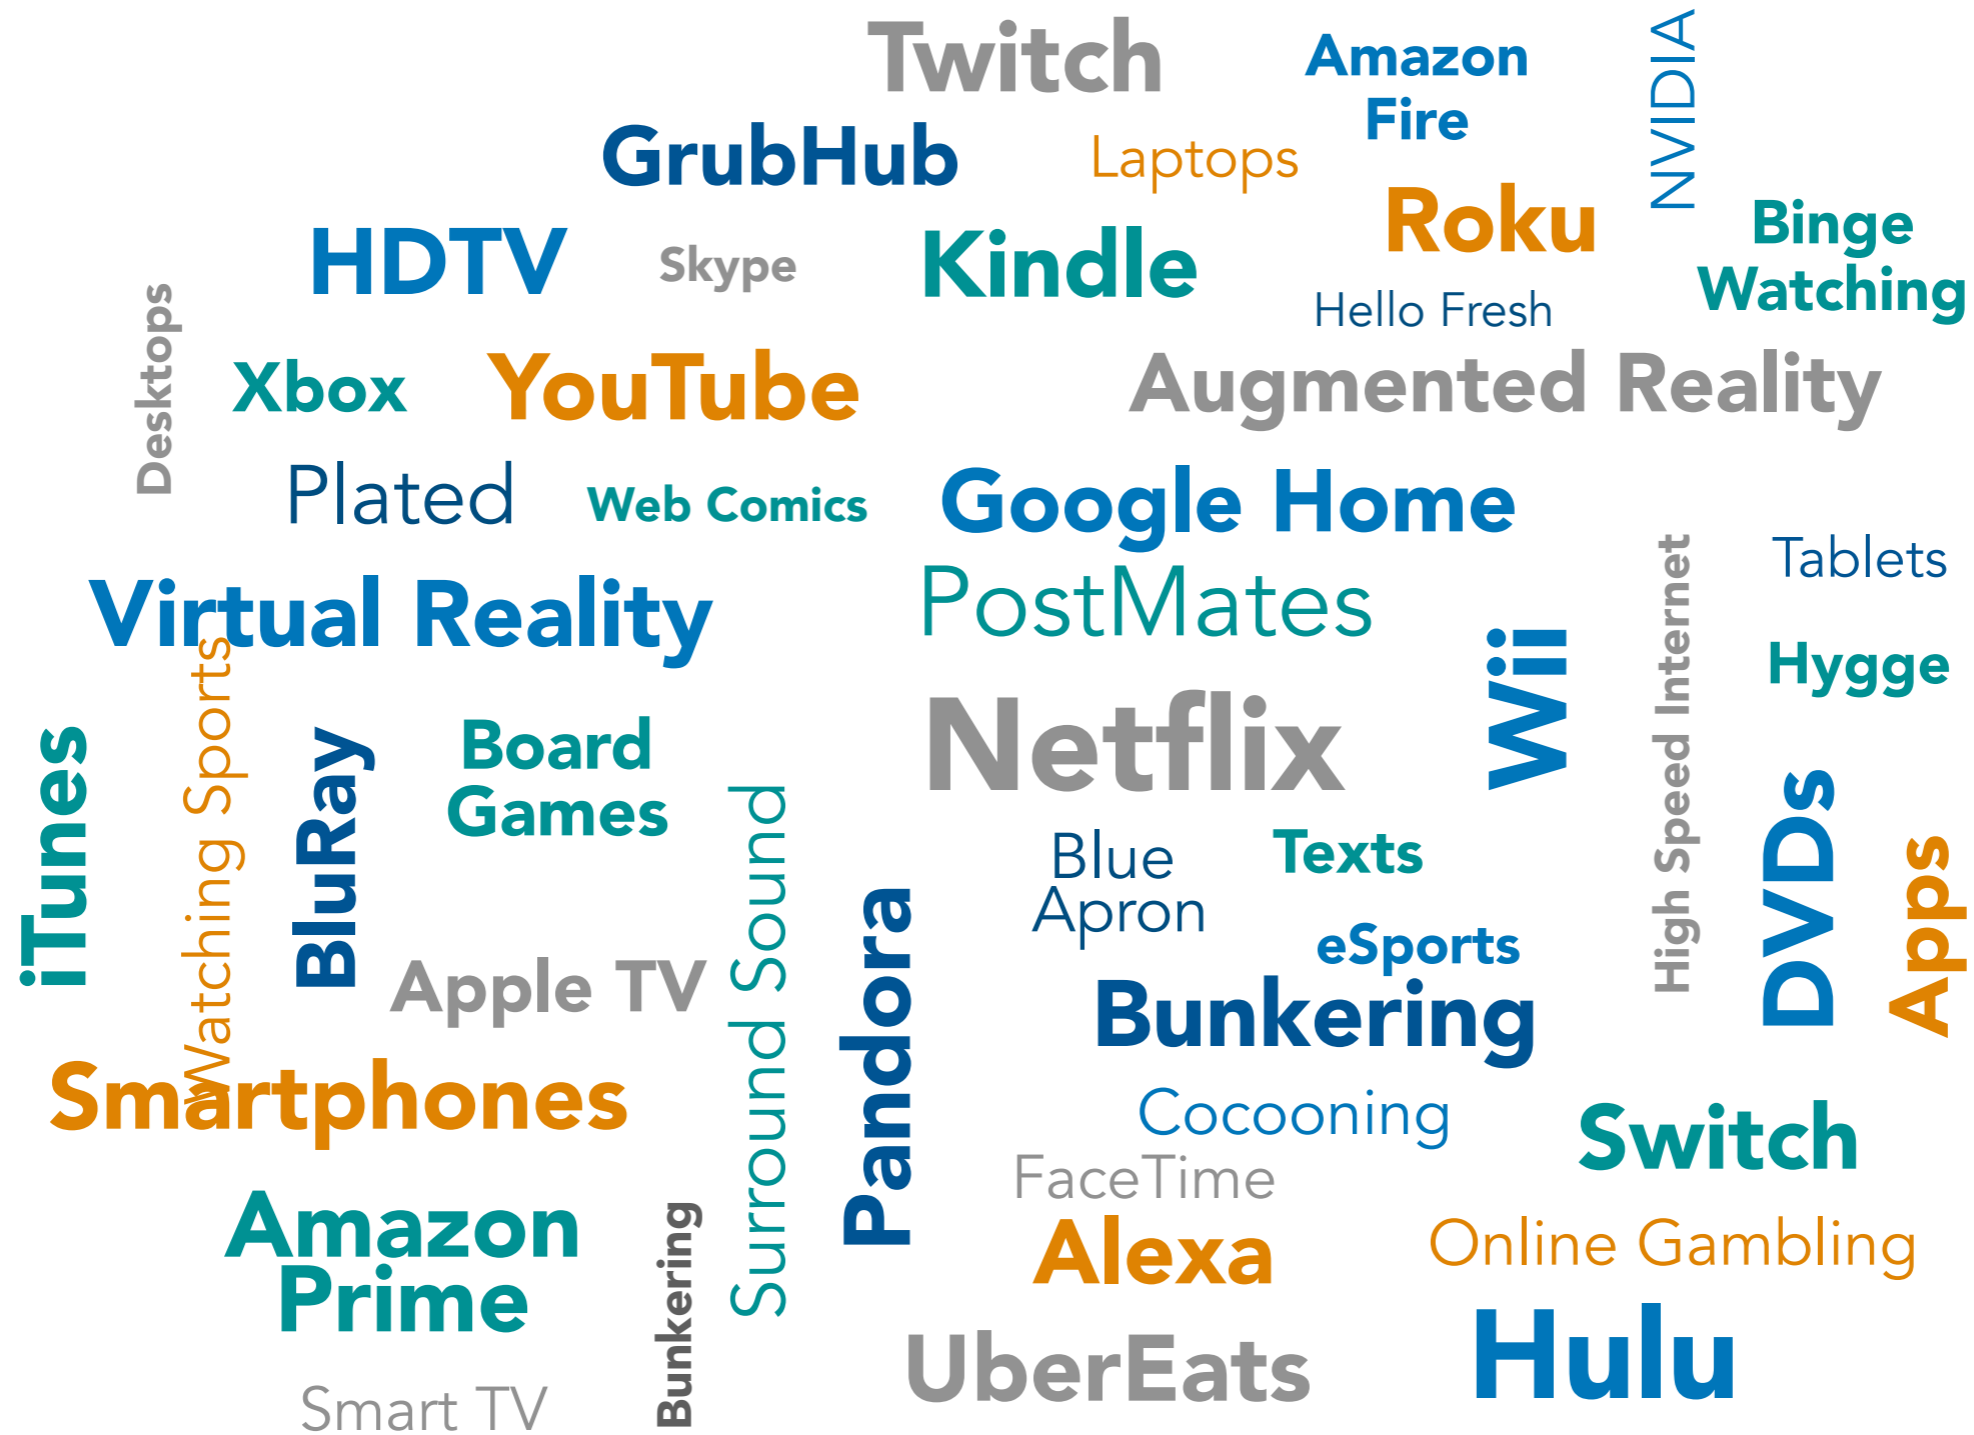 Twitch
Amazon
Fire
NVIDIA
GrubHub
Laptops
Roku
Binge
Watching
HDTV
Skype
Kindle
Hello Fresh
Desktops
Xbox
YouTube
Augmented Reality
Plated
Web Comics
Google Home
Tablets
Virtual Reality
PostMates
Wii
High Speed Internet
Hygge
iTunes
Watching Sports
BluRay
Board
Games
Netflix
Surround Sound
Blue
Apron
Texts
DVDs
Apps
Apple TV
Pandora
eSports
Bunkering
Smartphones
Cocooning
Switch
FaceTime
Amazon
Prime
Bunkering
Alexa
Online Gambling
UberEats
Hulu
Smart TV